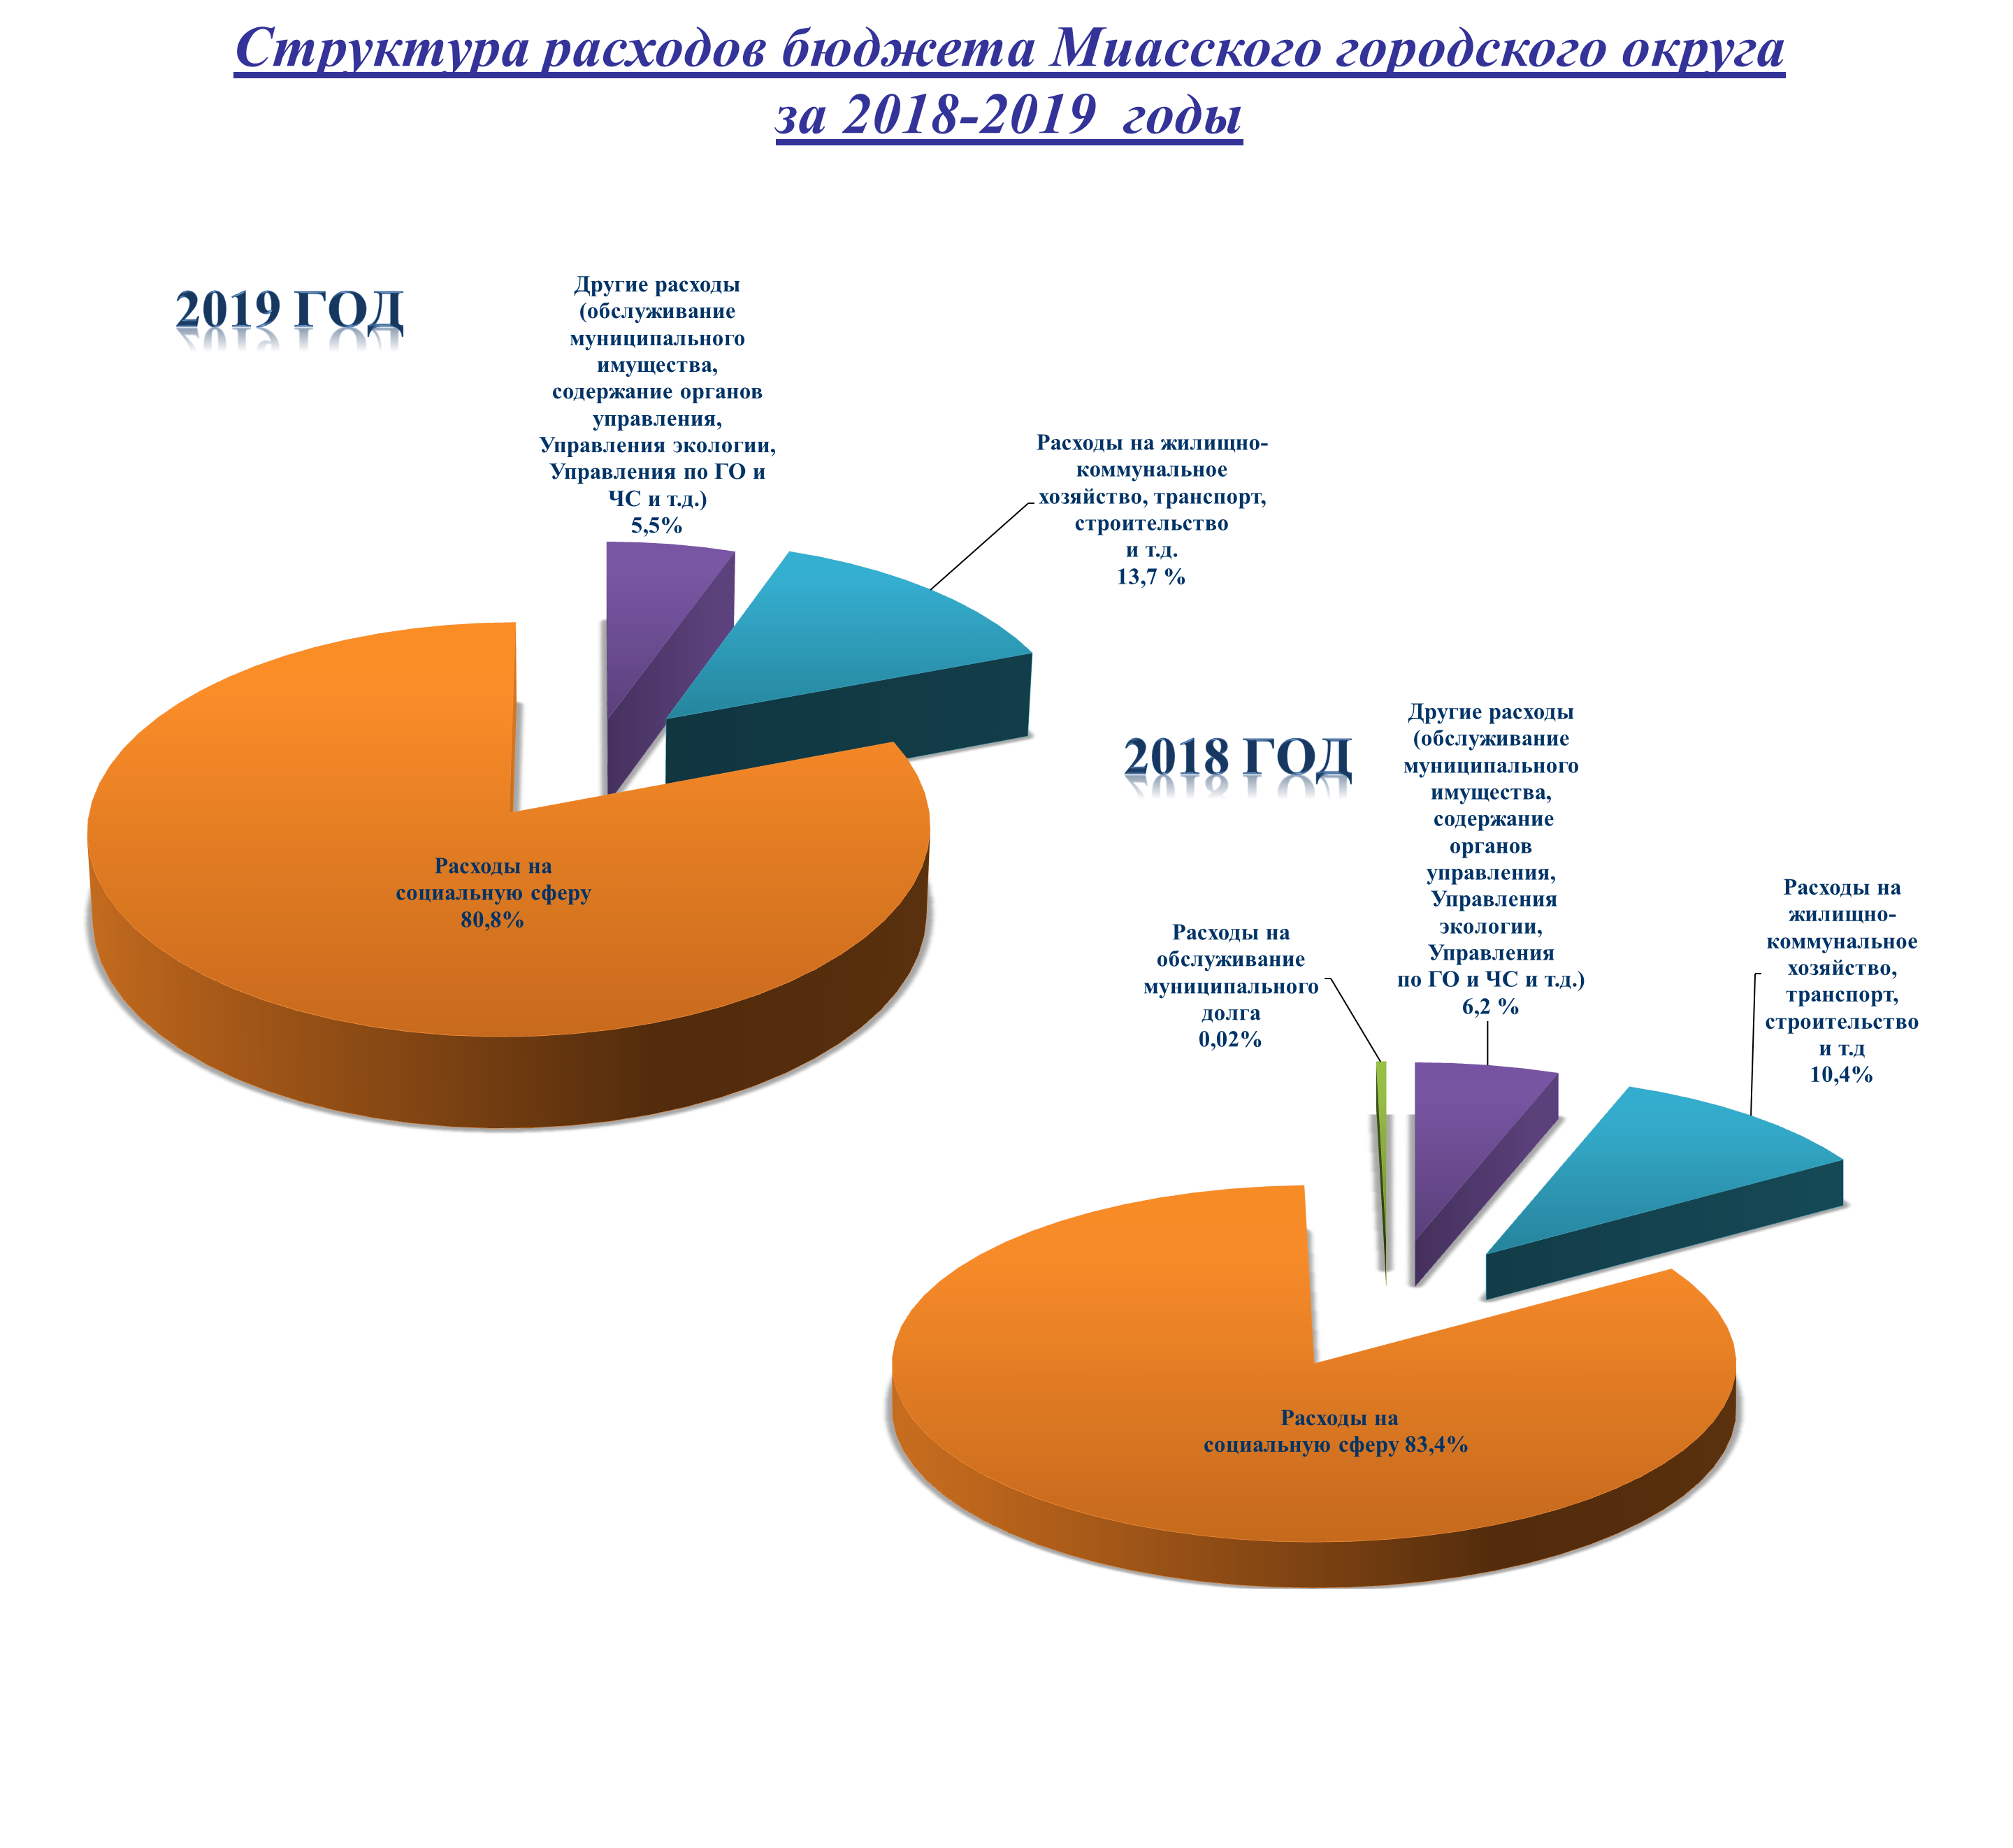 Структура расходов бюджета Миасского городского округа
за 2018-2019 годы
2019 ГОД
Другие расходы
(обслуживание
муниципального
имущества,
содержание органов
управления,
Управления экологии,
Управления по ГО и
ЧС и т.д.)
5,5%
Расходы на жилищно-
коммунальное
хозяйство, транспорт,
строительство
и т.д.
13,7 %
Расходы на
социальную сферу
80,8%
2018 ГОД
Расходы на
обслуживание
муниципального
долга
0,02%
Другие расходы
(обслуживание
муниципального
имущества,
содержание
органов
управления,
Управления
экологии,
Управления
по ГО и ЧС и т.д.)
6,2 %
Расходы на
жилищно-
коммунальное
хозяйство,
транспорт,
строительство
и т.д
10,4%
Расходы на
социальную сферу 83,4%